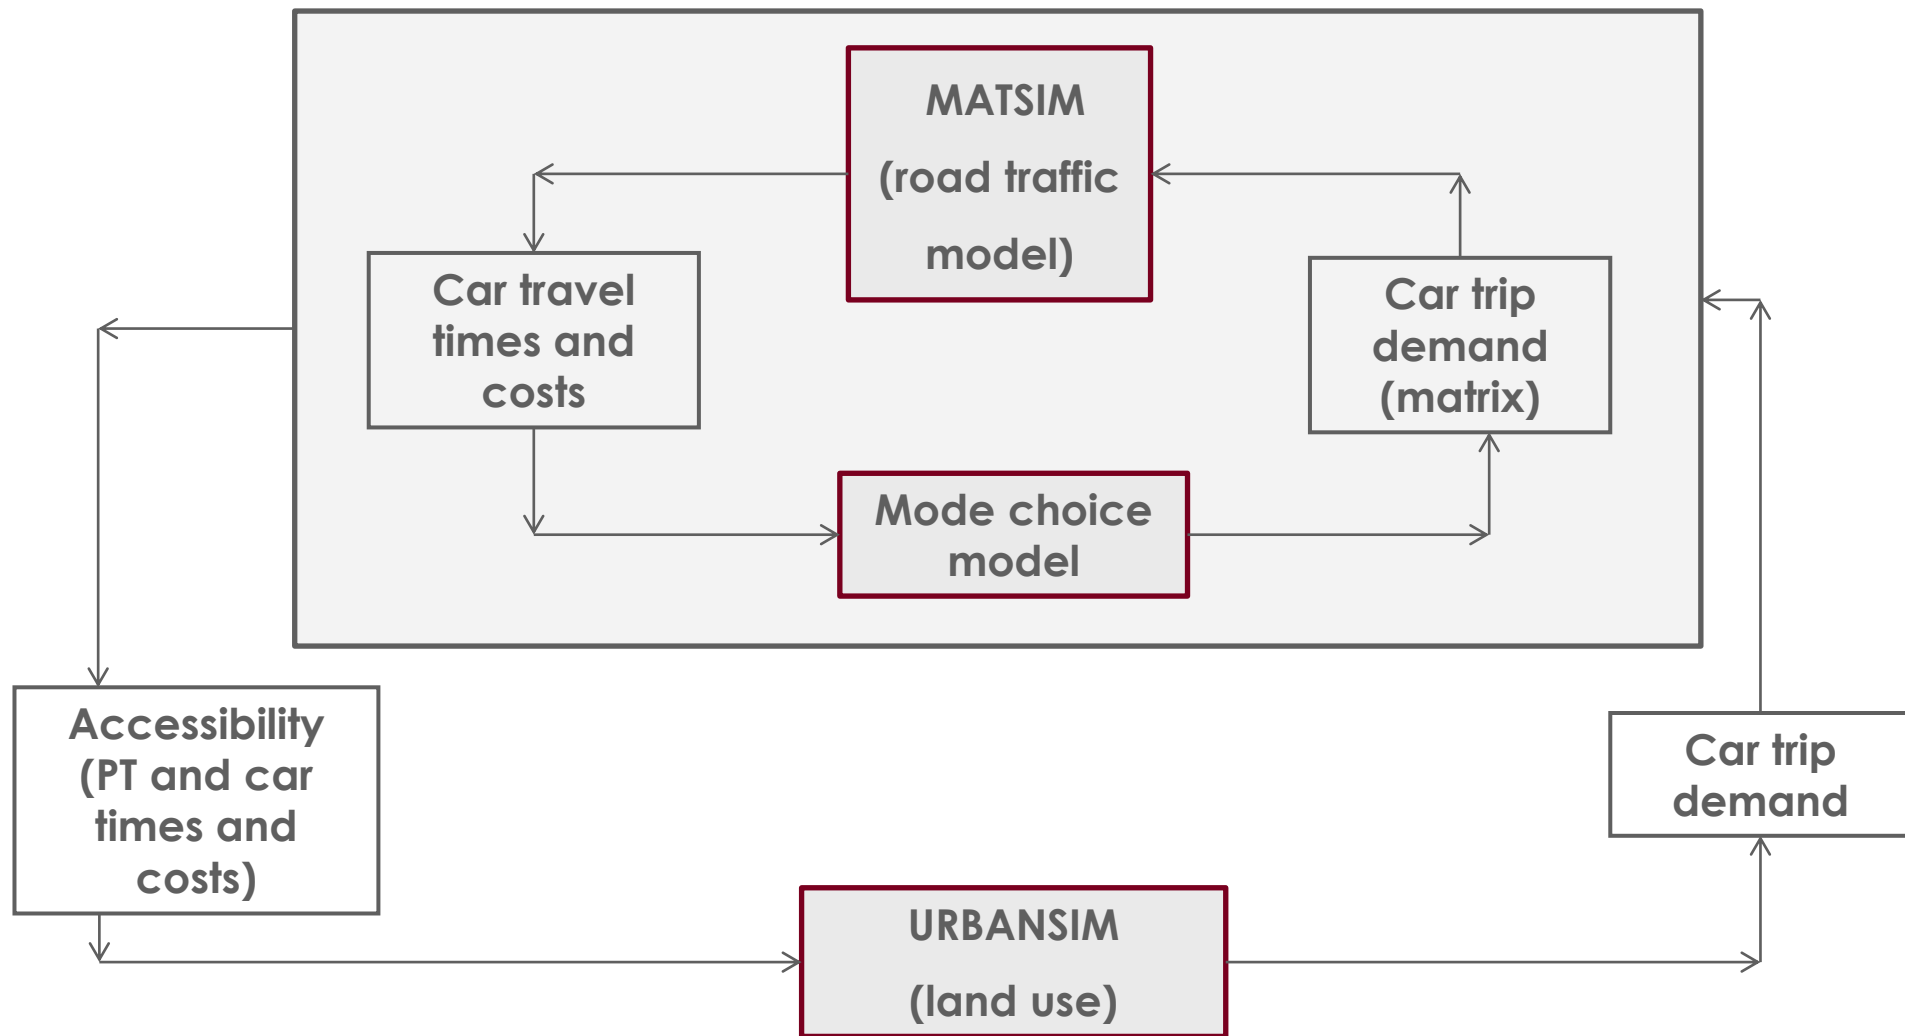 MATSIM
(road traffic
model)
Car travel
times and
costs
Car trip
demand
(matrix)
Mode choice
model
Accessibility
(PT and car
times and
costs)
Car trip
demand
URBANSIM
(land use)